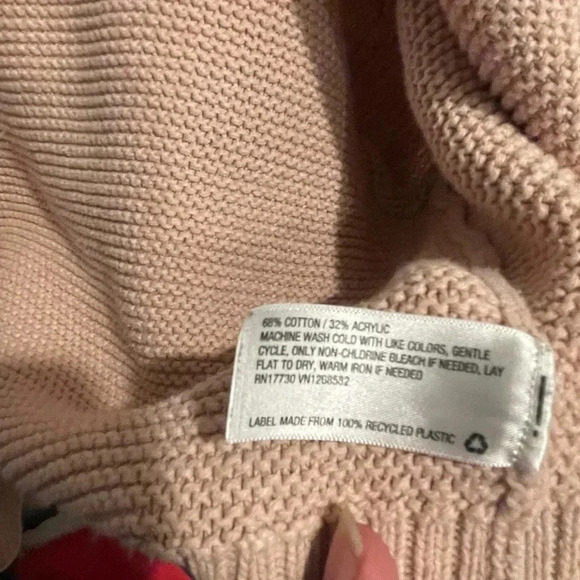 68% COTTON / 32% ACRYLIC
MACHINE WASH COLD WITH LIKE COLORS, GENTLE
CYCLE, ONLY NON-CHLORINE BLEACH IF NEEDED, LAY
FLAT TO DRY, WARM IRON IF NEEDED
RN17730 VN1268532
LABEL MADE FROM 100% RECYCLED PLASTIC